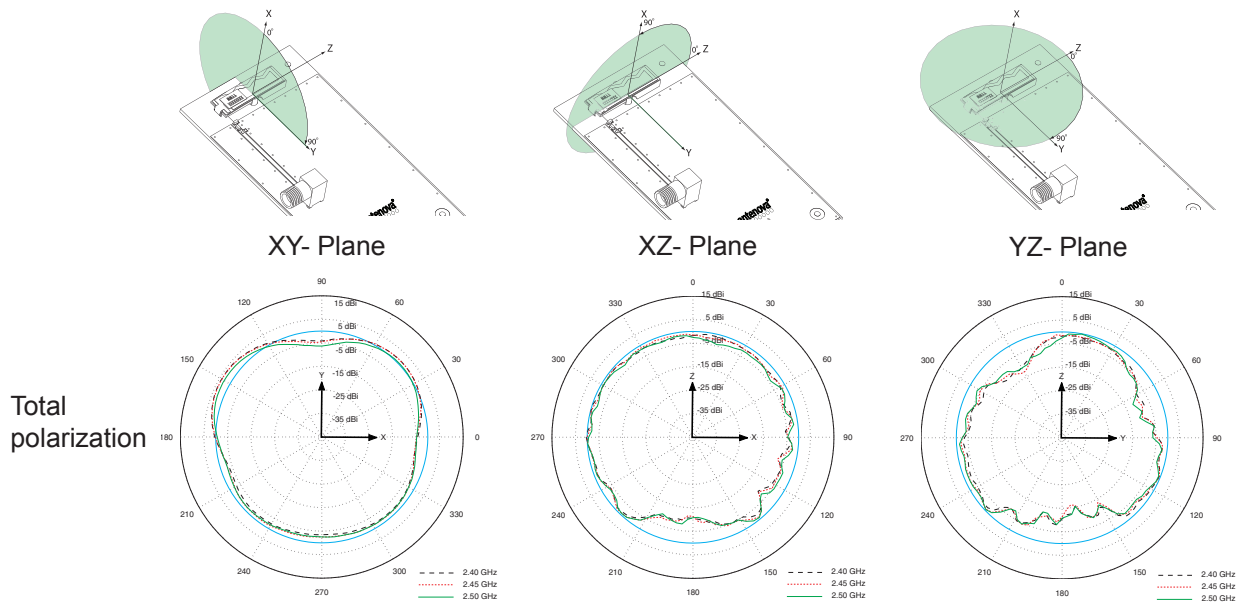 X
0°
Z
90°
Y
X
90°
0°
Z
Y
X
Z
0°
90°
Y
ntenova
entenova
antenova
XY- Plane
XZ- Plane
YZ- Plane
Total
polarization
90
120
60
150
30
180
0
210
330
240
300
270
15 dBi
5 dBi
-5 dBi
-15 dBi
-25 dBi
-35 dBi
Y
X
2.40 GHz
2.45 GHz
2.50 GHz
0
330
30
300
60
270
90
240
120
150
180
15 dBi
5 dBi
-5 dBi
-15 dBi
-25 dBi
-35 dBi
Z
X
2.40 GHz
2.45 GHz
2.50 GHz
0
330
30
300
60
270
90
240
120
150
180
15 dBi
5 dBi
-5 dBi
-15 dBi
-25 dBi
-35 dBi
Z
Y
2.40 GHz
2.45 GHz
2.50 GHz